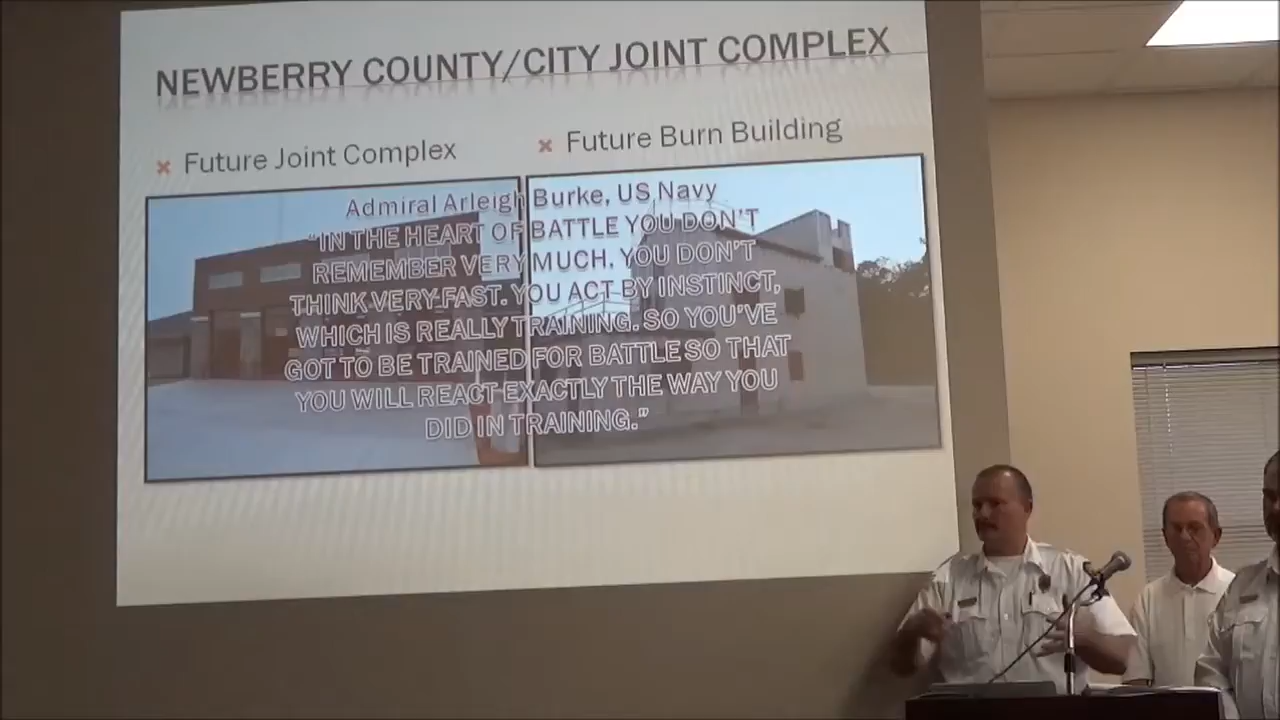 NEWBERRY COUNTY/CITY JOINT COMPLEX
× Future Joint Complex
× Future Burn Building
Admiral Arleigh Burke, US Navy
“IN THE HEART OF BATTLE YOU DON'T
REMEMBER VERY MUCH. YOU DON'T
THINK VERY FAST. YOU ACT BY INSTINCT,
WHICH IS REALLY TRAINING. SO YOU'VE
GOT TO BE TRAINED FOR BATTLE SO THAT
YOU WILL REACT EXACTLY THE WAY YOU
DID IN TRAINING.”